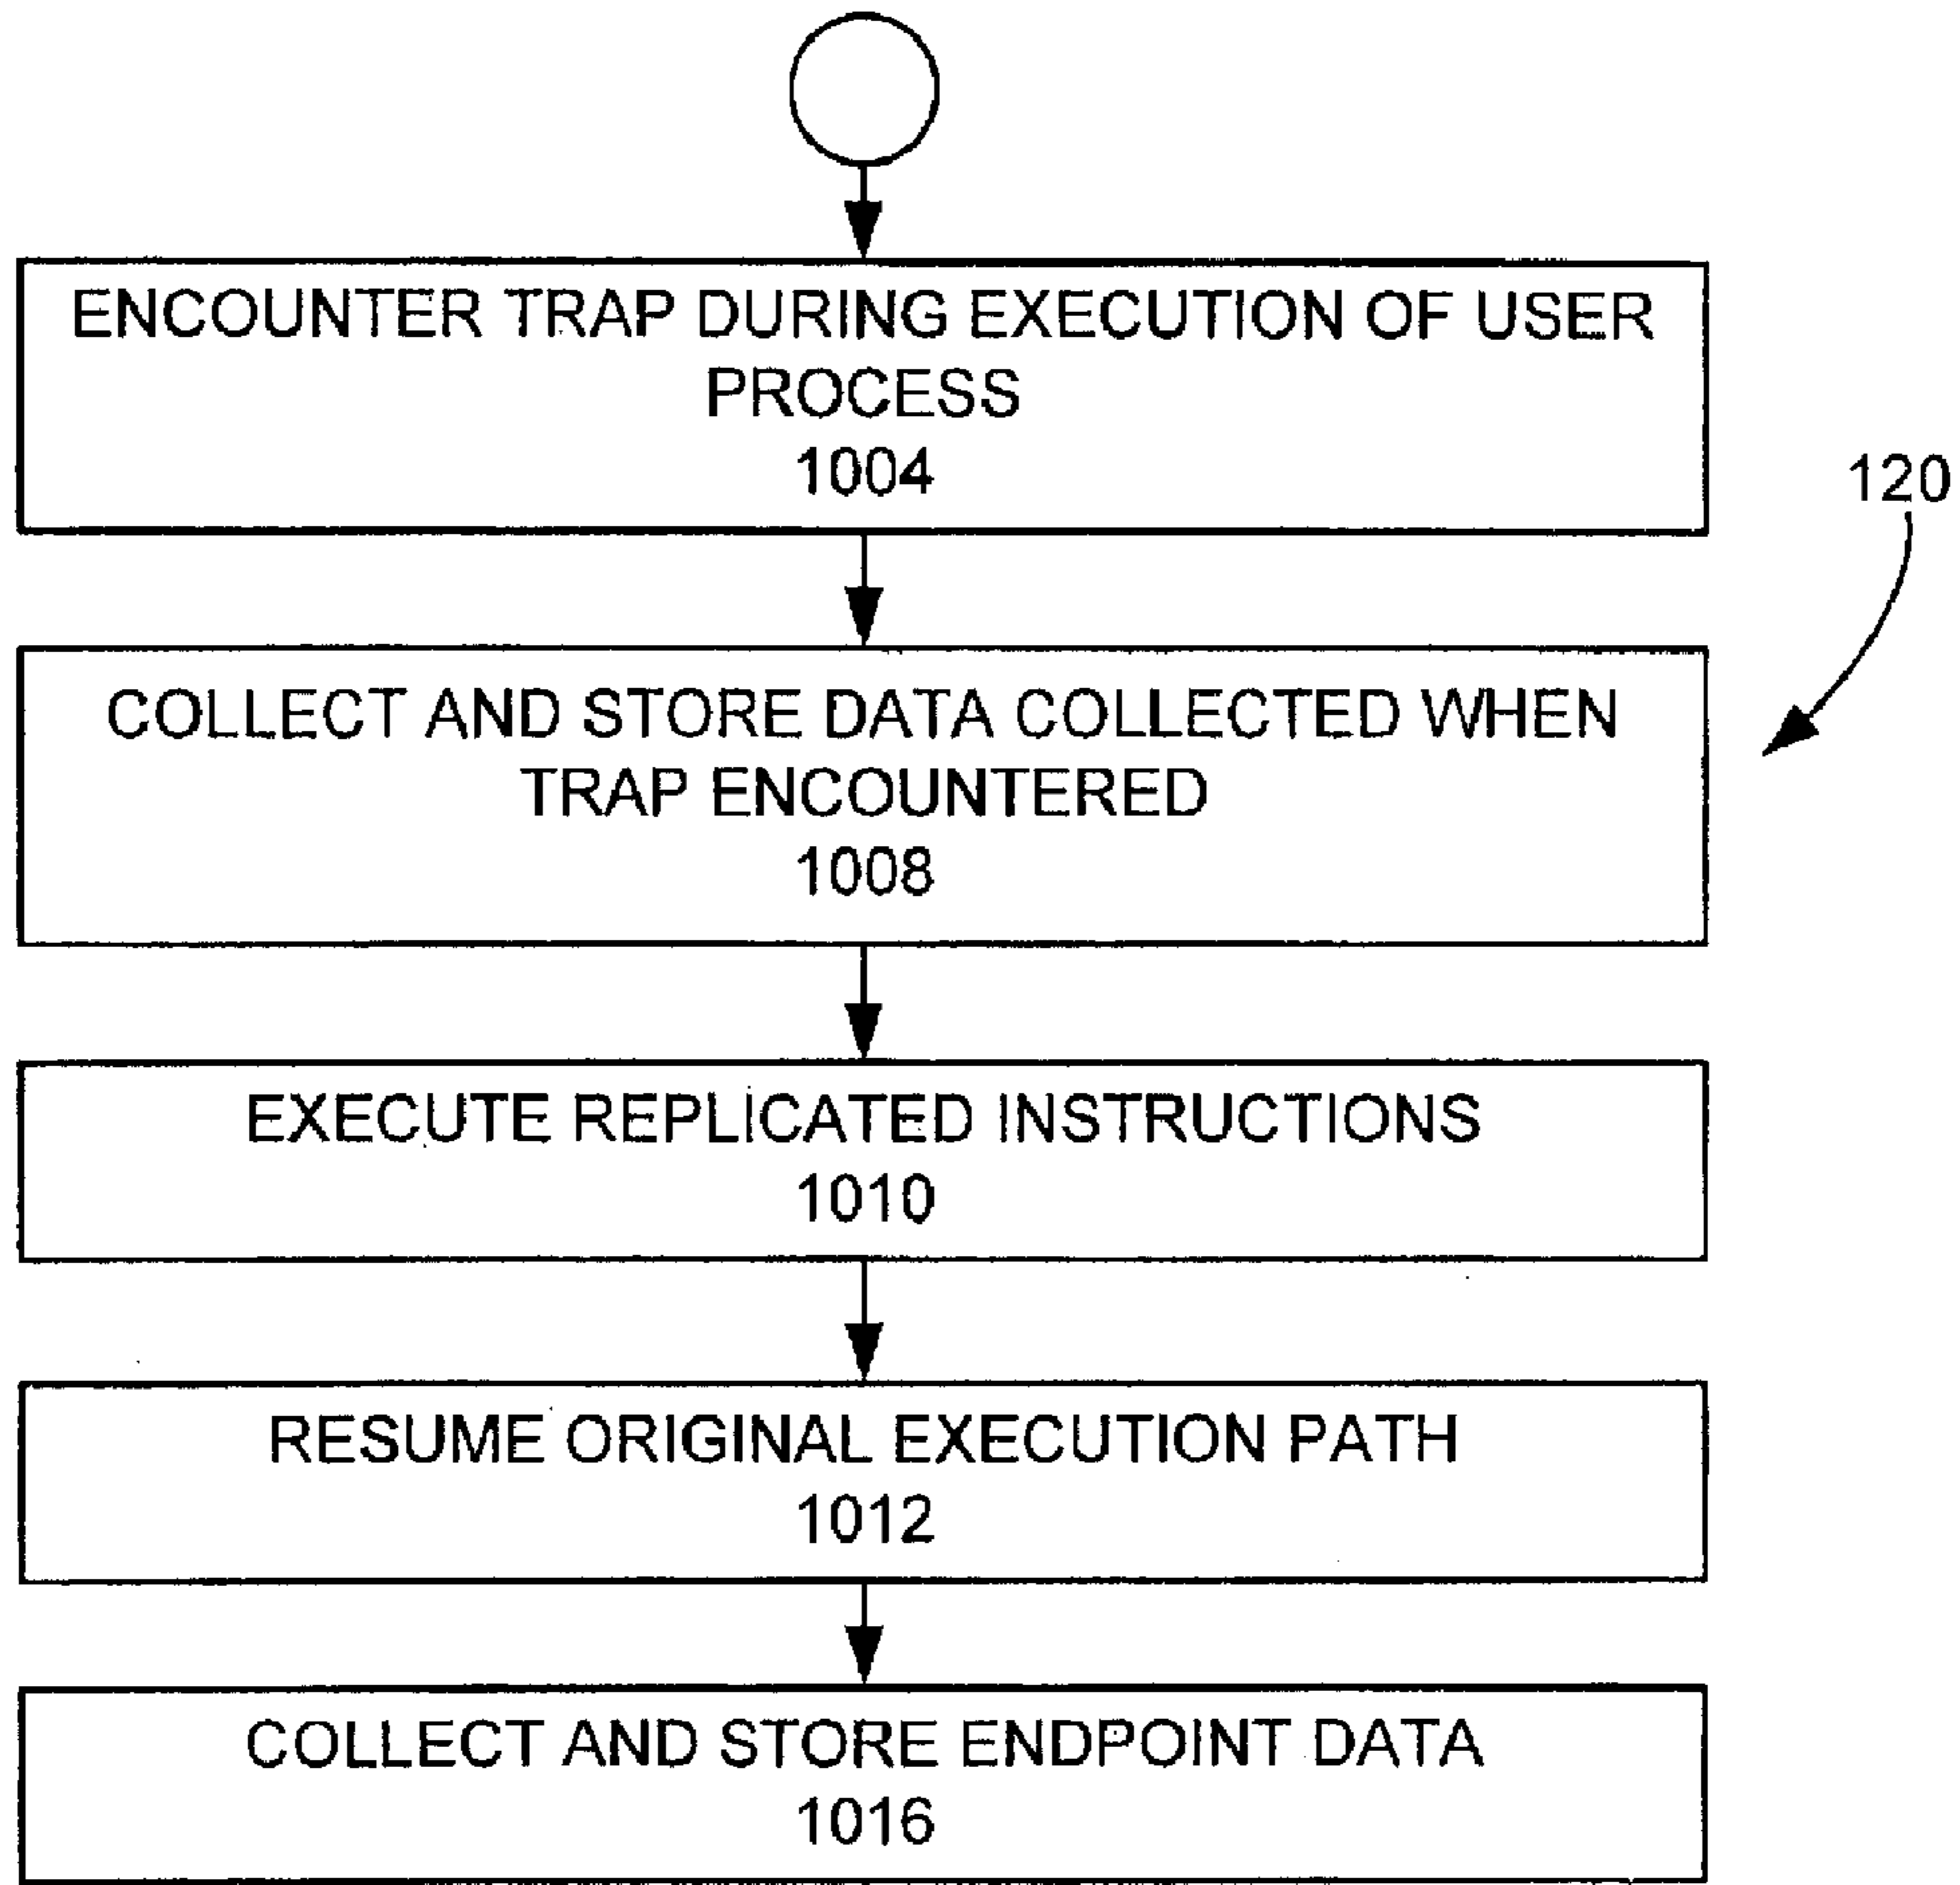 ENCOUNTER TRAP DURING EXECUTION OF USER
PROCESS
1004
120
COLLECT AND STORE DATA COLLECTED WHEN
TRAP ENCOUNTERED
1008
EXECUTE REPLICATED INSTRUCTIONS
1010
RESUME ORIGINAL EXECUTION PATH
1012
COLLECT AND STORE ENDPOINT DATA
1016